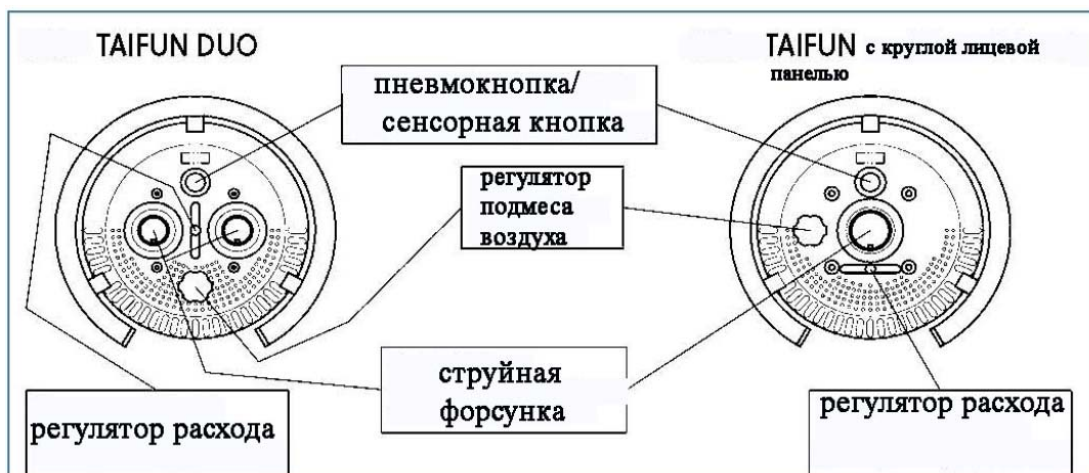 TAIFUN DUO
TAIFUN с круглой лицевой
панелью
пневмокнопка/
сенсорная кнопка
регулятор
подмеса
воздуха
струйная
форсунка
регулятор расхода
регулятор расхода